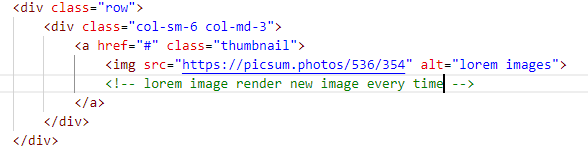 <div class="row">
<div class="col-sm-6 col-md-3">
<a href="#" class="thumbnail">
<img src="https://picsum.photos/536/354" alt="lorem images">
<!-- lorem image render new image every time -->
</a>
</div>
</div>